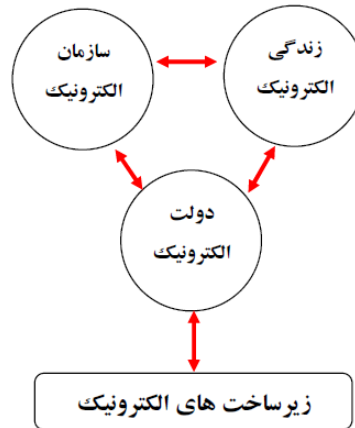 زندگی
الکترونیک
سازمان
الکترونیک
دولت
الکترونیک
زیرساخت های الکترونیک